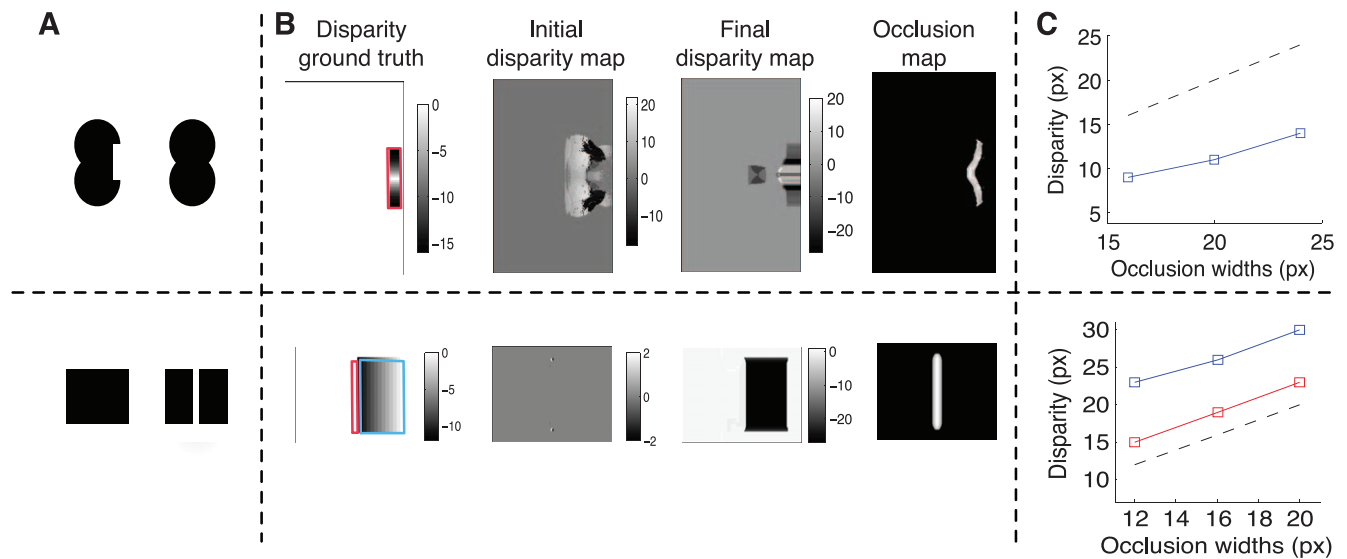 A
B
C
Disparity ground truth
Initial disparity map
Final disparity map
Occlusion map
0
−5
−10
−15
20
10
0
−10
20
10
0
−10
−20
25
20
15
10
5
Disparity (px)
15 20 25
Occlusion widths (px)
0
−5
−10
2
0
−2
0
−10
−20
30
25
20
15
10
Disparity (px)
12 14 16 18 20
Occlusion widths (px)